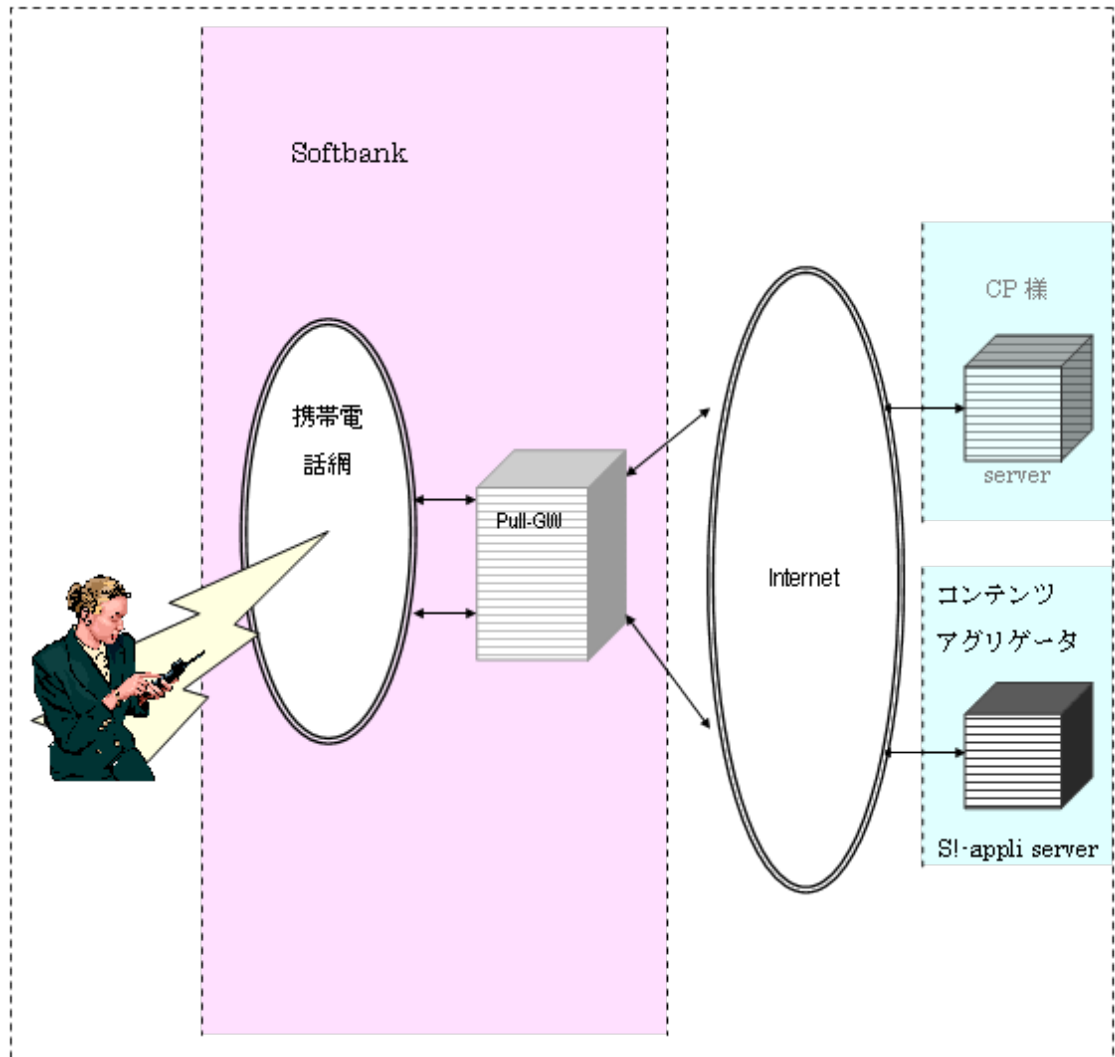 Softbank
携帯電
話網
Pull-GW
Internet
CP 様
server
コンテンツ
アグリゲータ
S!-appli server